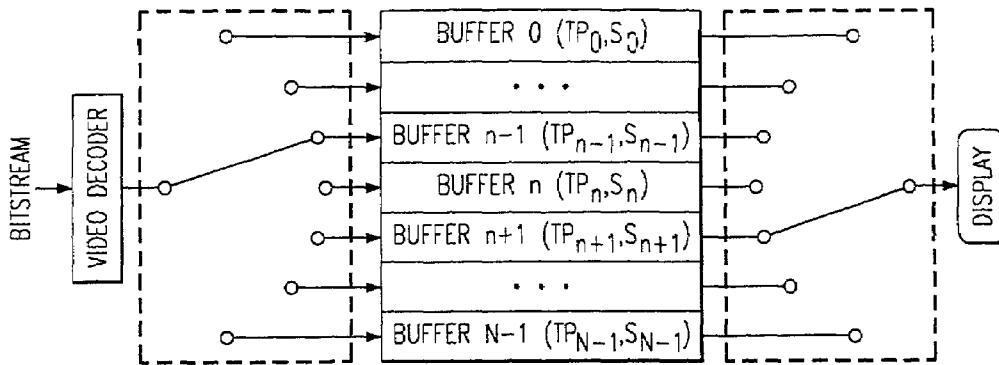 BITSTREAM
VIDEO DECODER
BUFFER 0 (TP0,S0)
...
BUFFER n-1 (TPn-1,Sn-1)
BUFFER n (TPn,Sn)
BUFFER n+1 (TPn+1,Sn+1)
...
BUFFER N-1 (TPN-1,SN-1)
DISPLAY